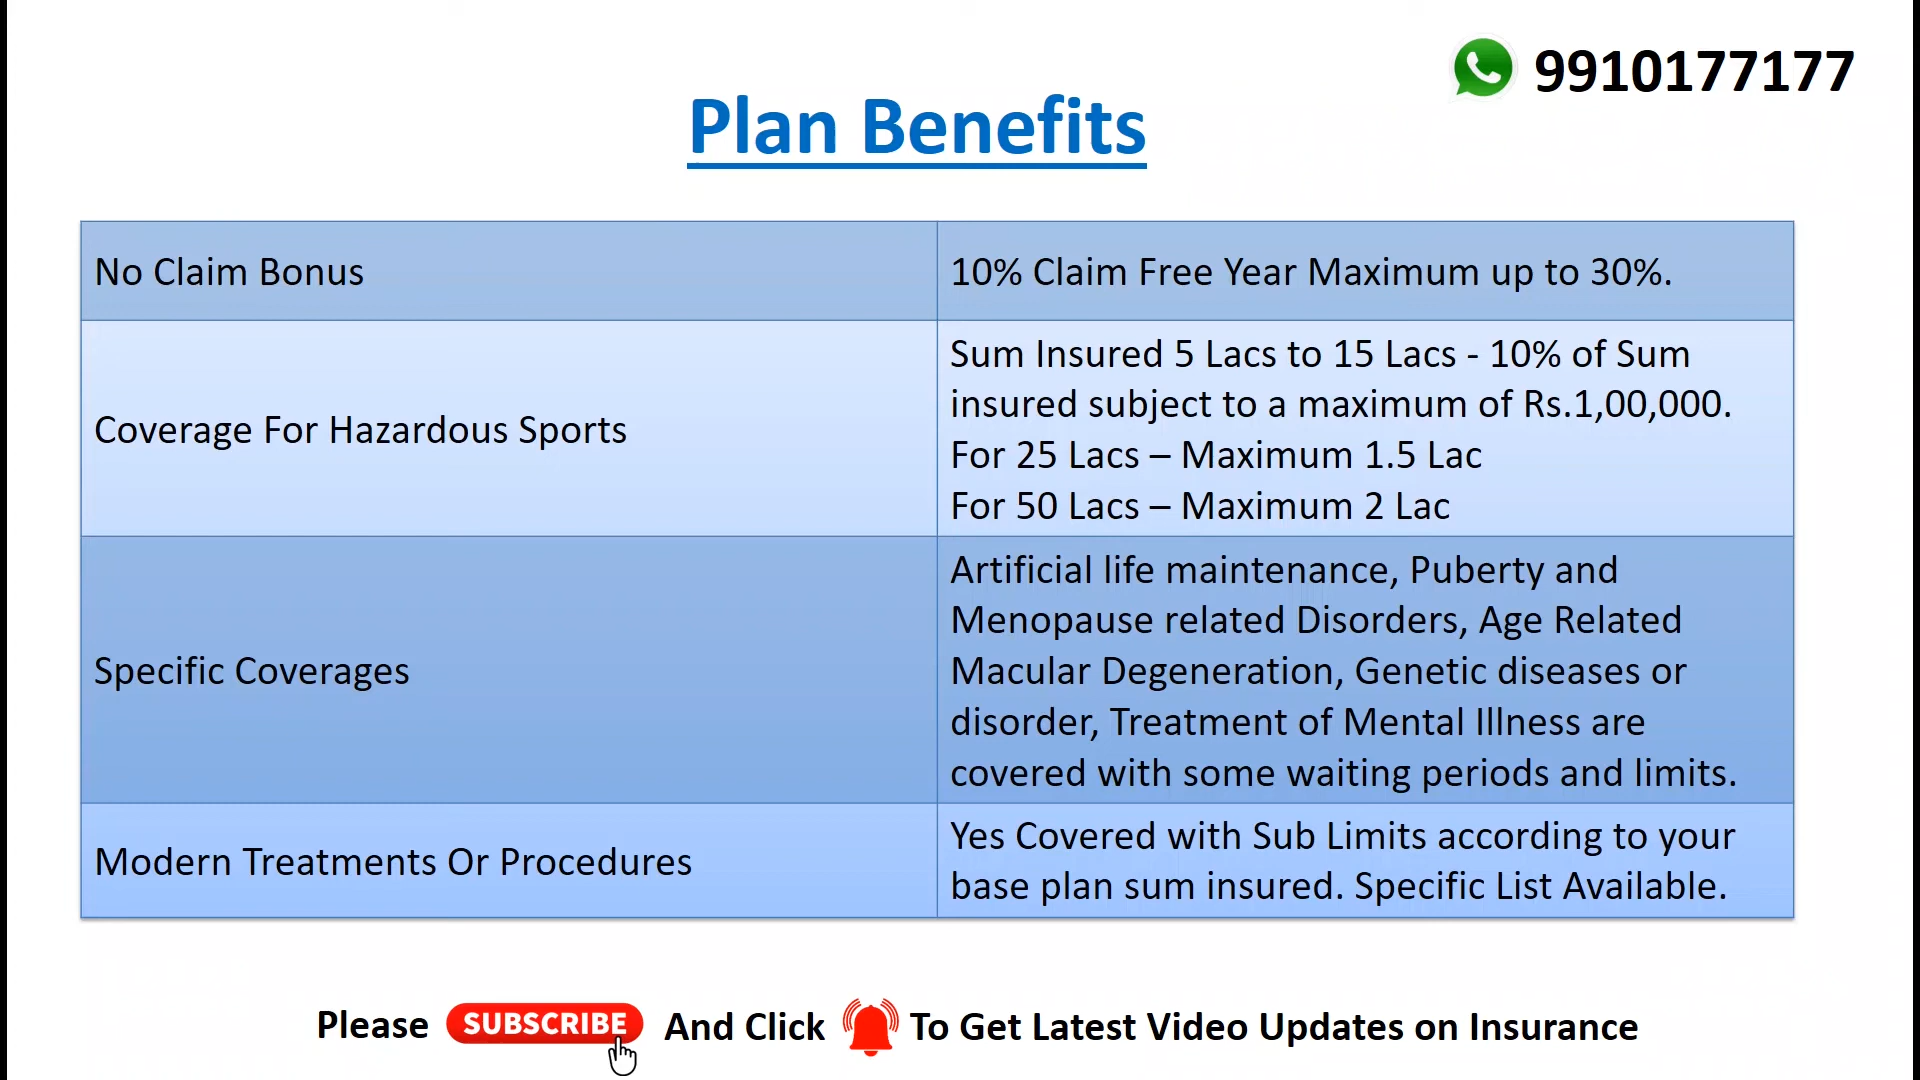 9910177177
Plan Benefits
No Claim Bonus
10% Claim Free Year Maximum up to 30%.
Coverage For Hazardous Sports
Sum Insured 5 Lacs to 15 Lacs - 10% of Sum
insured subject to a maximum of Rs.1,00,000.
For 25 Lacs – Maximum 1.5 Lac
For 50 Lacs – Maximum 2 Lac
Specific Coverages
Artificial life maintenance, Puberty and
Menopause related Disorders, Age Related
Macular Degeneration, Genetic diseases or
disorder, Treatment of Mental Illness are
covered with some waiting periods and limits.
Modern Treatments Or Procedures
Yes Covered with Sub Limits according to your
base plan sum insured. Specific List Available.
Please SUBSCRIBE And Click To Get Latest Video Updates on Insurance